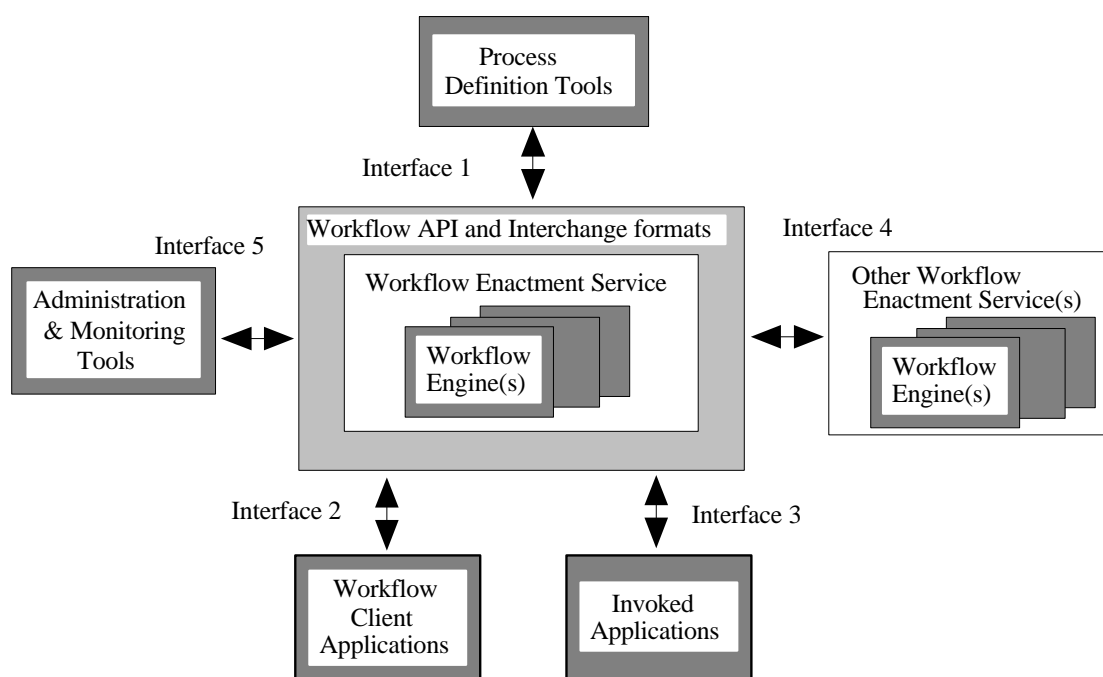 Process
Definition Tools
Interface 1
Workflow API and Interchange formats
Interface 5
Interface 4
Administration
& Monitoring
Tools
Workflow Enactment Service
Workflow
Engine(s)
Other Workflow
Enactment Service(s)
Workflow
Engine(s)
Interface 2
Interface 3
Workflow
Client
Applications
Invoked
Applications